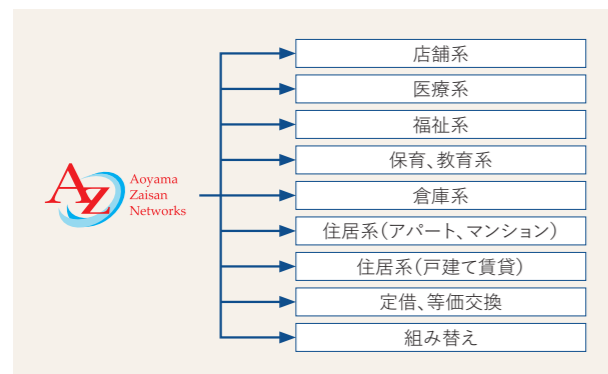 店舗系
医療系
福祉系
保育、教育系
AZ
Aoyama
Zaisan
Networks
倉庫系
住居系(アパート、マンション)
住居系(戸建て賃貸)
定借、等価交換
組み替え